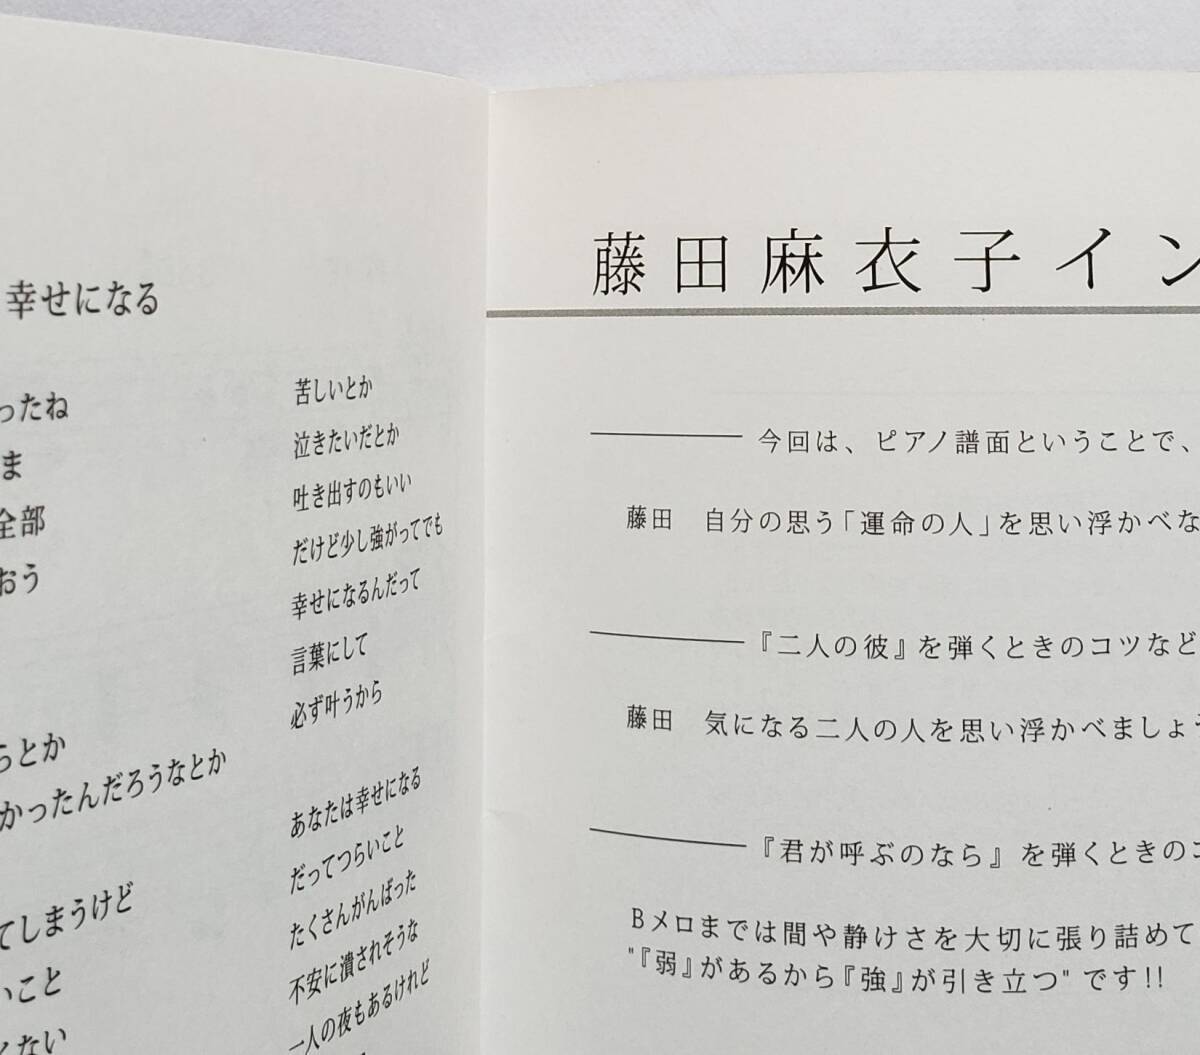 幸せになる
ったね
ま
全部
おう
らとか
かったんだろうなとか
てしまうけど
いこと
くない
苦しいとか
泣きたいだとか
吐き出すのもいい
だけど少し強がってでも
幸せになるんだって
言葉にして
必ず叶うから
あなたは幸せになる
だってつらいこと
たくさんがんばった
不安に潰されそうな
一人の夜もあるけれど
藤田麻衣子イン
―― 今回は、ピアノ譜面ということで、
藤田 自分の思う「運命の人」を思い浮かべな
―― 『二人の彼』を弾くときのコツなど
藤田 気になる二人の人を思い浮かべましょう
―― 『君が呼ぶのなら』を弾くときのコ
Bメロまでは間や静けさを大切に張り詰めて
"『弱』があるから『強』が引き立つ" です!!